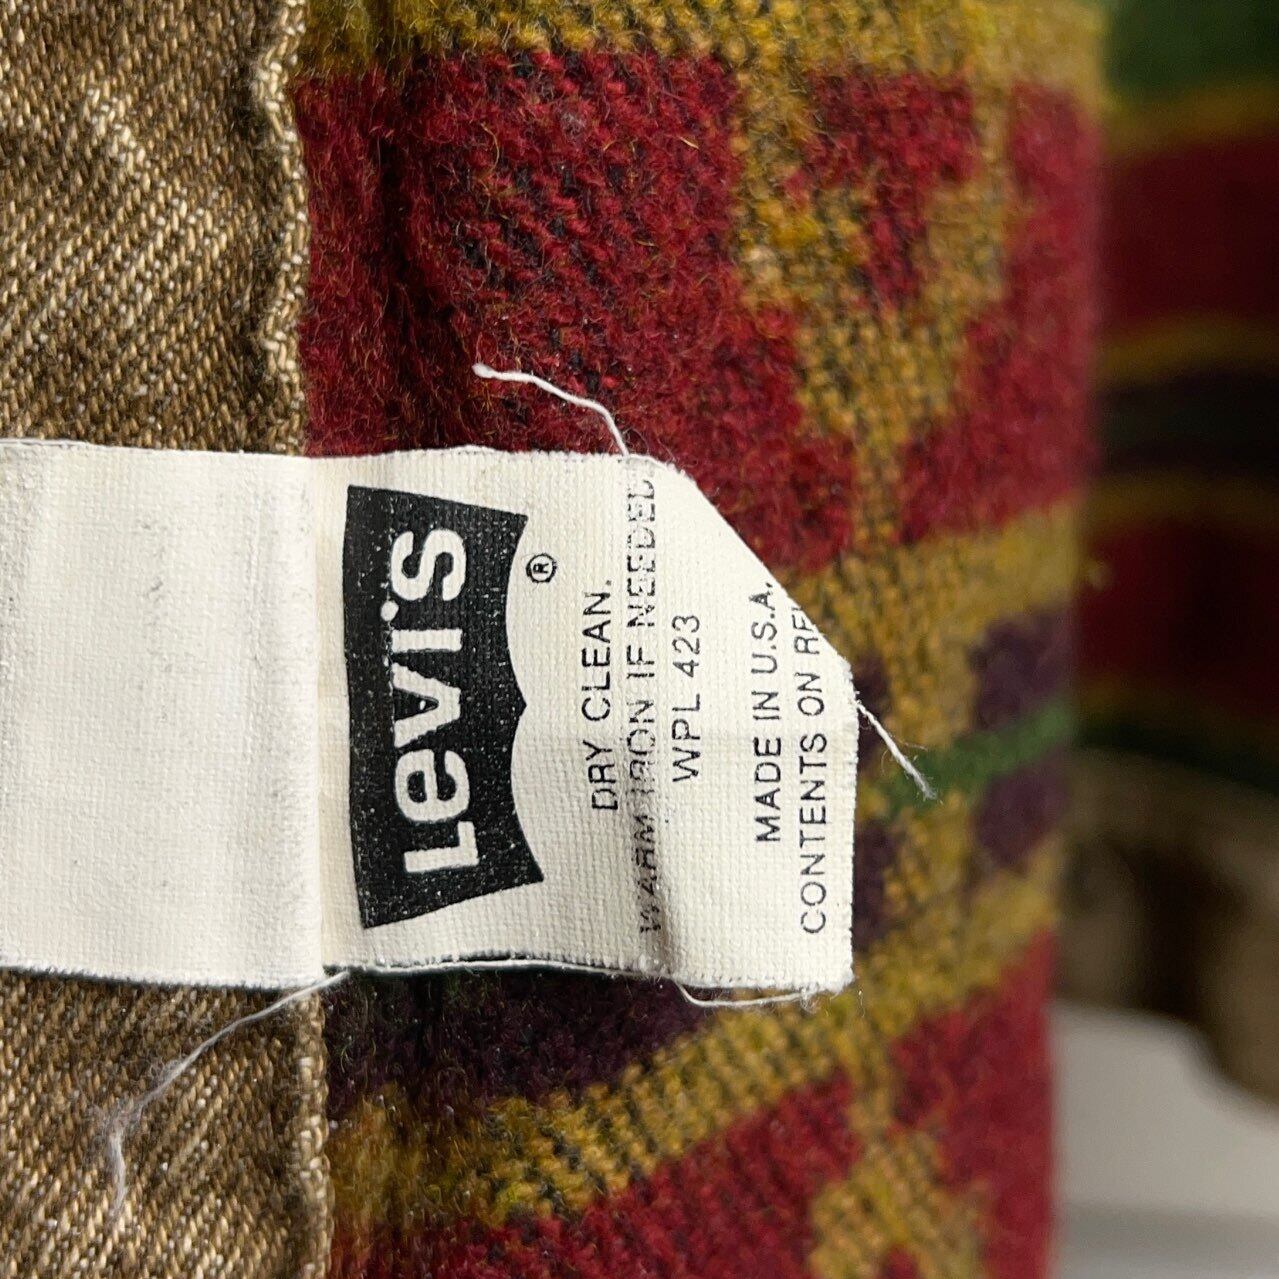 Levi's
®
DRY CLEAN.
WARM IRON IF NEEDED.
WPL 423
MADE IN U.S.A.
CONTENTS ON